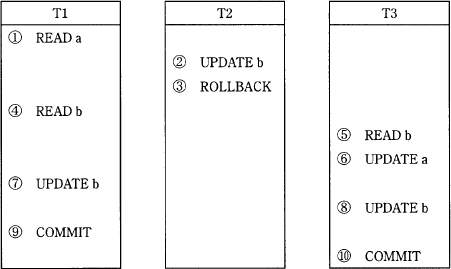 T1 T2 T3
① READ a
② UPDATE b
③ ROLLBACK
④ READ b
⑤ READ b
⑥ UPDATE a
⑦ UPDATE b
⑧ UPDATE b
⑨ COMMIT
⑩ COMMIT